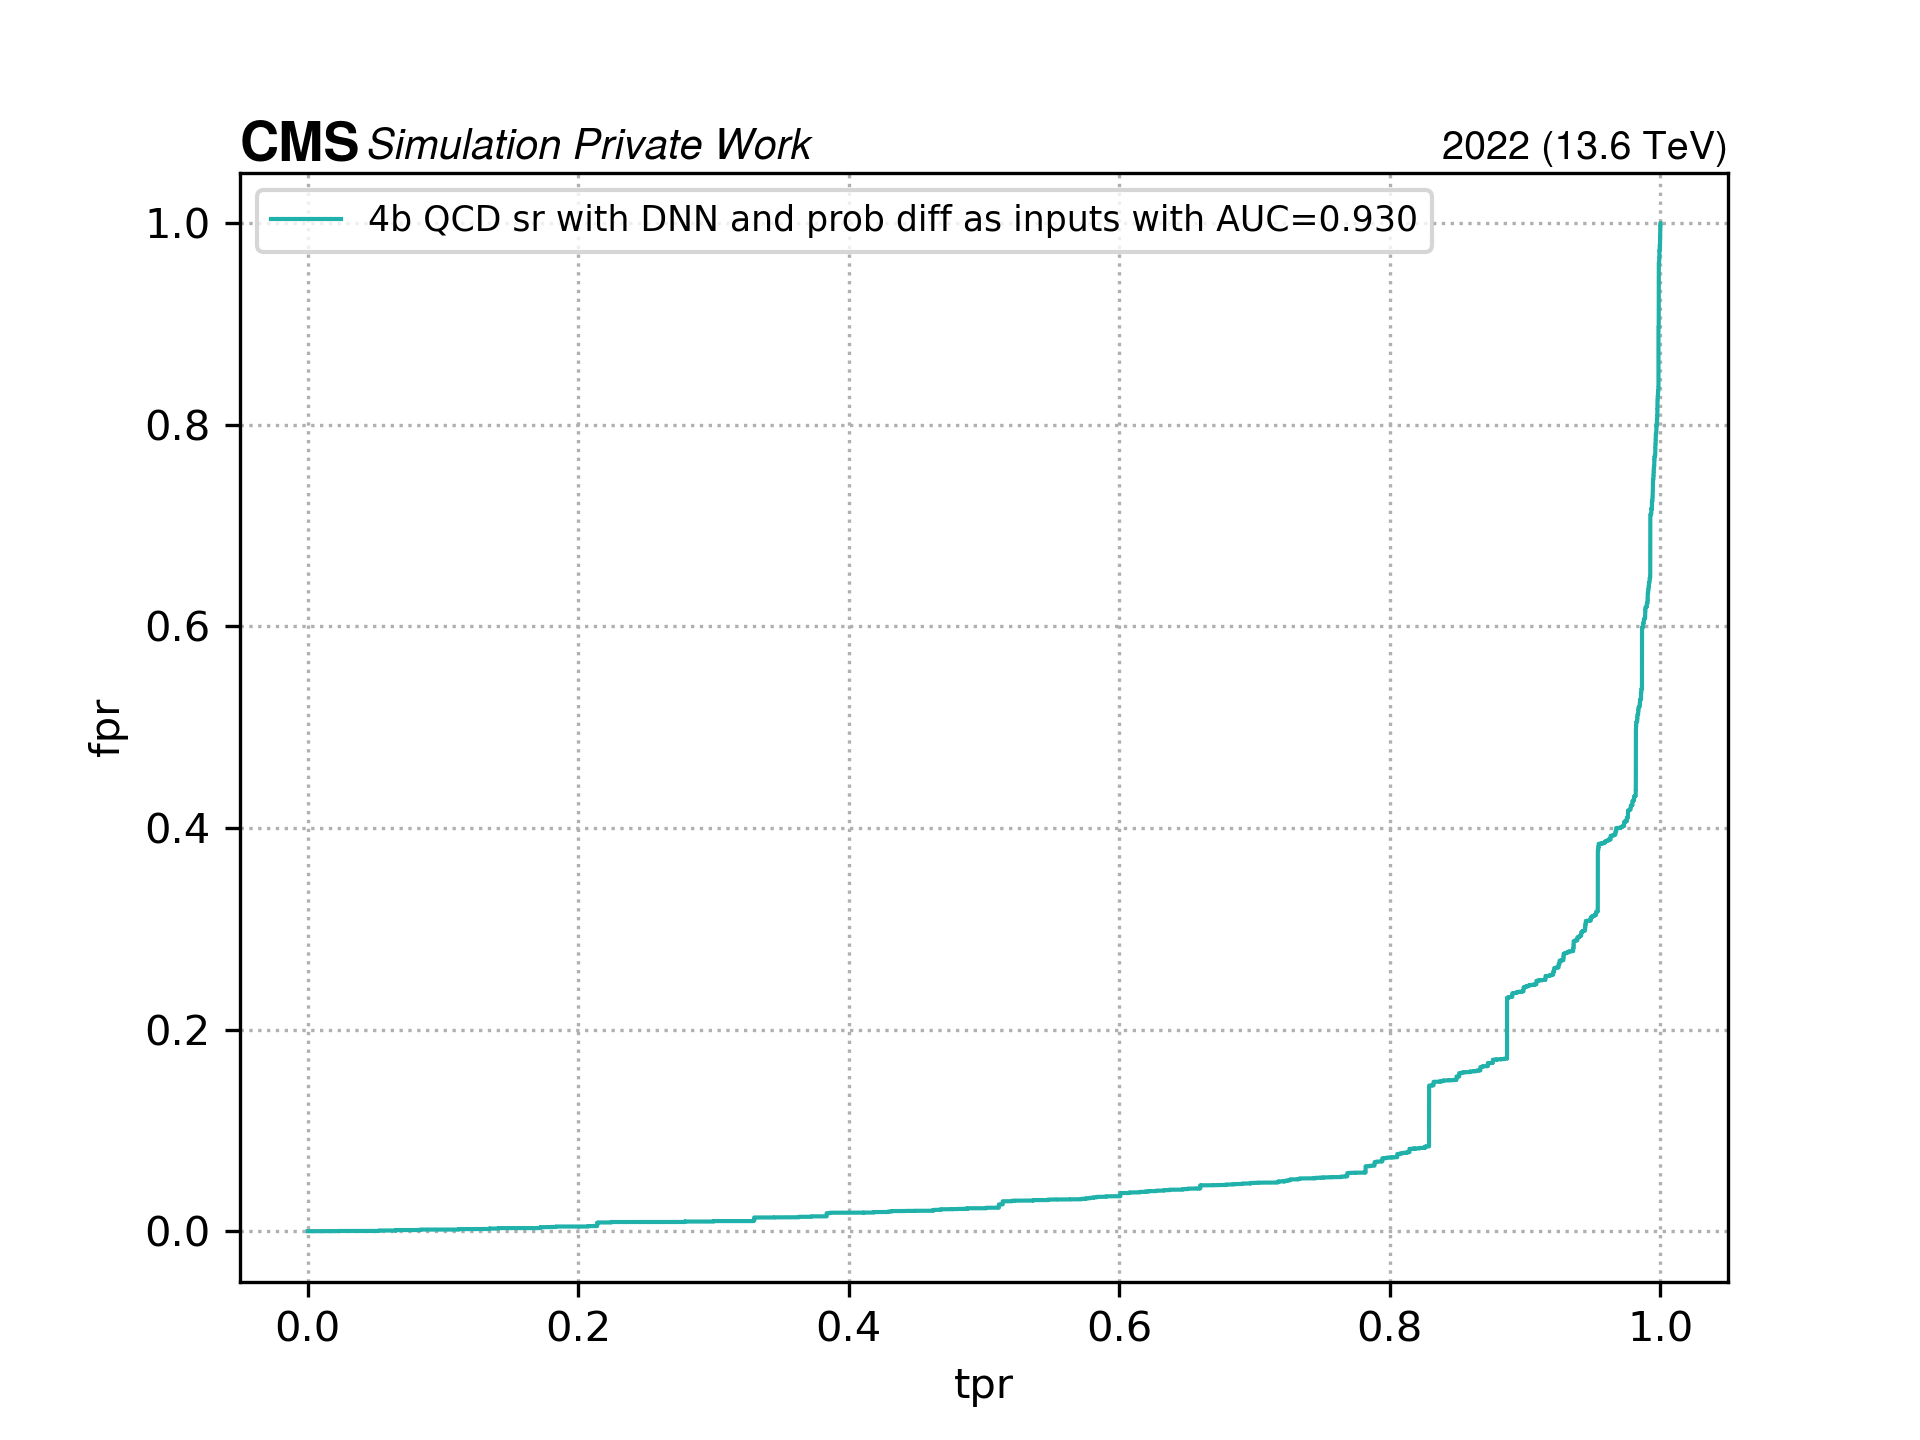 CMS Simulation Private Work 2022 (13.6 TeV)
4b QCD sr with DNN and prob diff as inputs with AUC=0.930
1.0
0.8
0.6
0.4
0.2
0.0
fpr
0.0 0.2 0.4 0.6 0.8 1.0
tpr